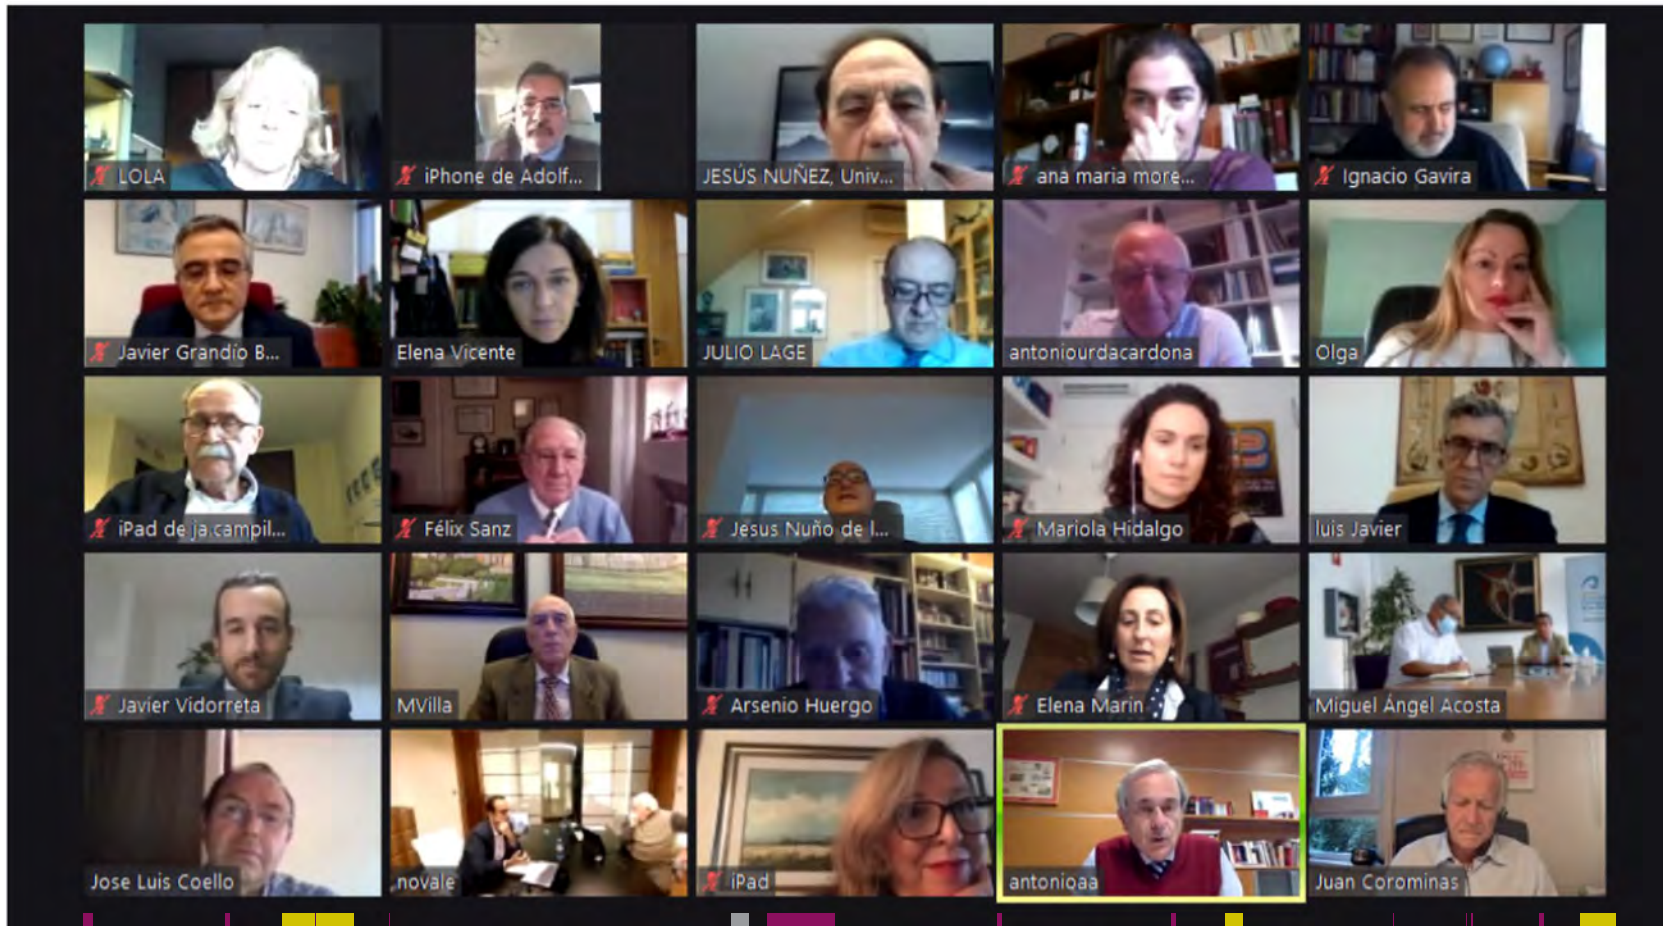 LOLA
iPhone de Adolf...
JESÚS NUÑEZ, Univ...
ana maria more...
Ignacio Gavira
Javier Grandío B...
Elena Vicente
JULIO LAGE
antoniourdacardona
Olga
iPad de ja.campil...
Félix Sanz
Jesus Nuño de l...
Mariola Hidalgo
luis Javier
Javier Vidorreta
MVilla
Arsenio Huergo
Elena Marin
Miguel Ángel Acosta
Jose Luis Coello
novale
iPad
antonioaa
Juan Corominas